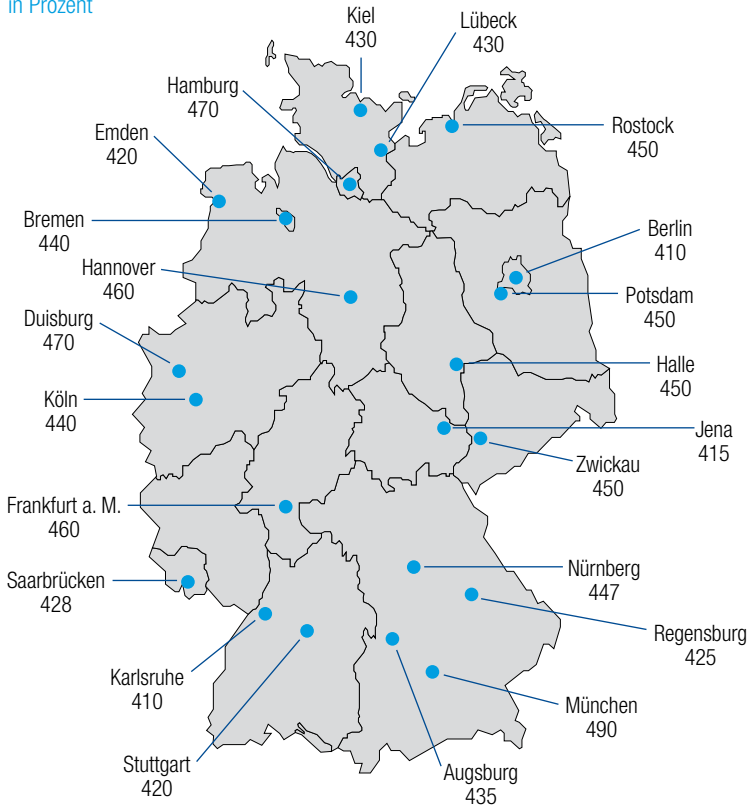 in Prozent
Kiel
430
Lübeck
430
Hamburg
470
Rostock
450
Emden
420
Bremen
440
Berlin
410
Hannover
460
Potsdam
450
Duisburg
470
Halle
450
Köln
440
Jena
415
Zwickau
450
Frankfurt a. M.
460
Nürnberg
447
Saarbrücken
428
Regensburg
425
Karlsruhe
410
München
490
Stuttgart
420
Augsburg
435